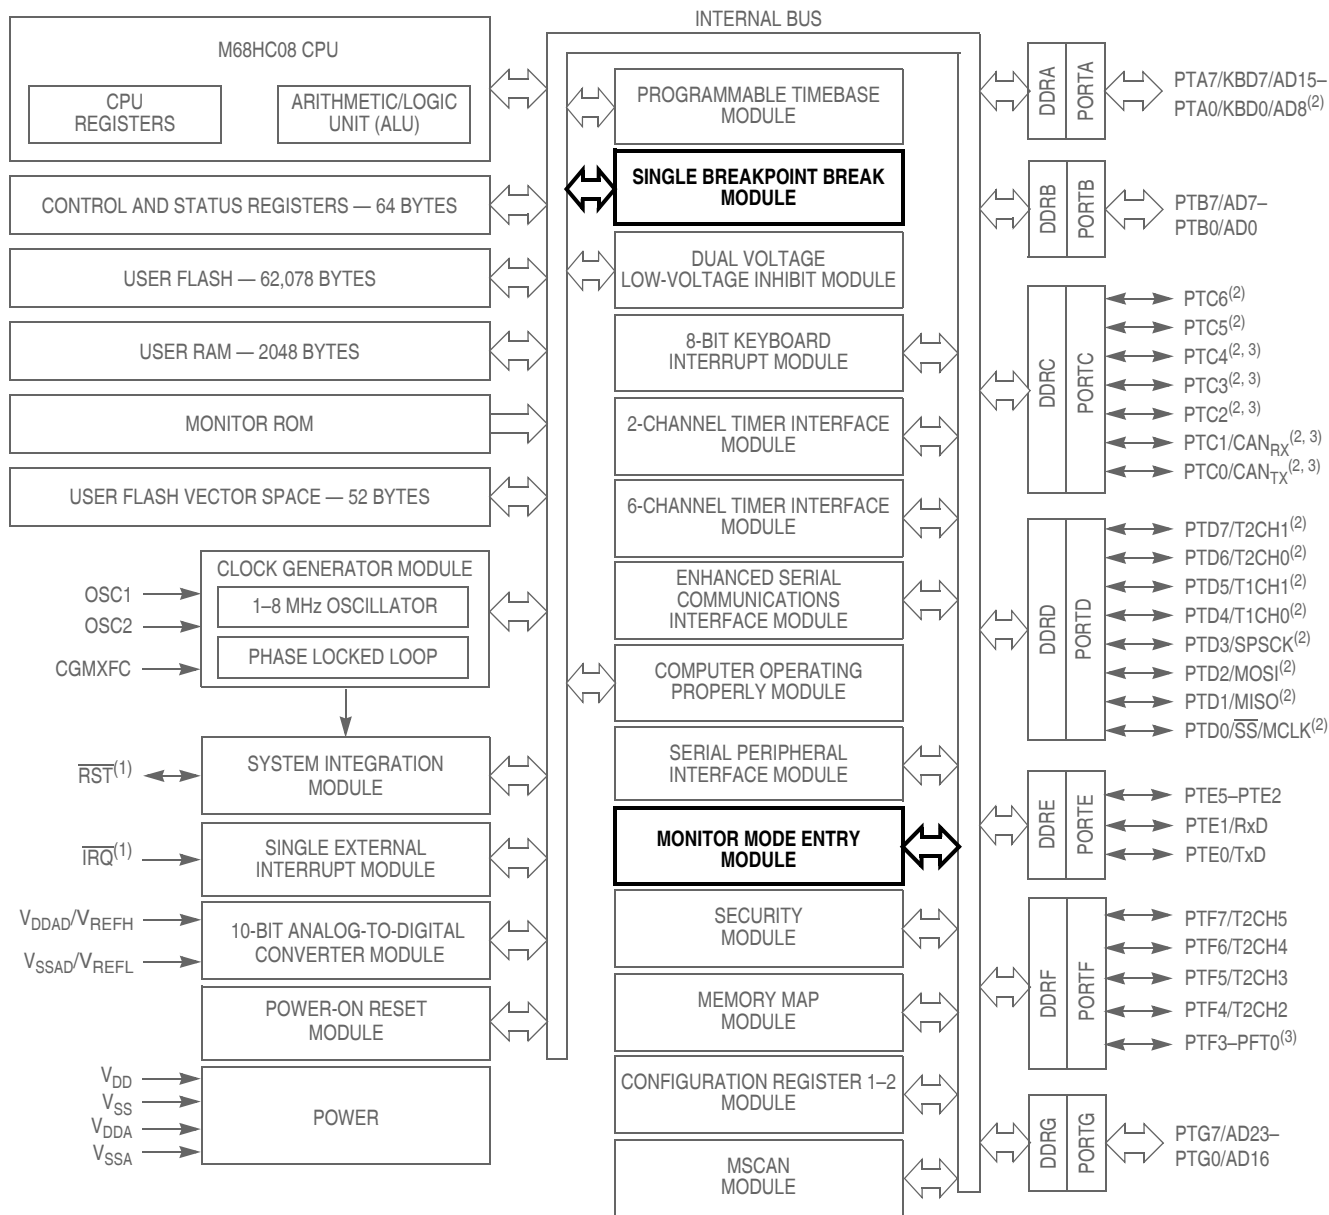 INTERNAL BUS
M68HC08 CPU
CPU
REGISTERS
ARITHMETIC/LOGIC
UNIT (ALU)
CONTROL AND STATUS REGISTERS — 64 BYTES
USER FLASH — 62,078 BYTES
USER RAM — 2048 BYTES
MONITOR ROM
USER FLASH VECTOR SPACE — 52 BYTES
CLOCK GENERATOR MODULE
1–8 MHz OSCILLATOR
PHASE LOCKED LOOP
OSC1
OSC2
CGMXFC
SYSTEM INTEGRATION
MODULE
RST(1)
SINGLE EXTERNAL
INTERRUPT MODULE
IRQ(1)
10-BIT ANALOG-TO-DIGITAL
CONVERTER MODULE
VDDAD/VREFH
VSSAD/VREFL
POWER-ON RESET
MODULE
POWER
VDD
VSS
VDDA
VSSA
PROGRAMMABLE TIMEBASE
MODULE
SINGLE BREAKPOINT BREAK
MODULE
DUAL VOLTAGE
LOW-VOLTAGE INHIBIT MODULE
8-BIT KEYBOARD
INTERRUPT MODULE
2-CHANNEL TIMER INTERFACE
MODULE
6-CHANNEL TIMER INTERFACE
MODULE
ENHANCED SERIAL
COMMUNICATIONS
INTERFACE MODULE
COMPUTER OPERATING
PROPERLY MODULE
SERIAL PERIPHERAL
INTERFACE MODULE
MONITOR MODE ENTRY
MODULE
SECURITY
MODULE
MEMORY MAP
MODULE
CONFIGURATION REGISTER 1–2
MODULE
MSCAN
MODULE
DDRA
PORTA
PTA7/KBD7/AD15–
PTA0/KBD0/AD8(2)
DDRB
PORTB
PTB7/AD7–
PTB0/AD0
DDRC
PORTC
PTC6(2)
PTC5(2)
PTC4(2, 3)
PTC3(2, 3)
PTC2(2, 3)
PTC1/CANRX(2, 3)
PTC0/CANTX(2, 3)
DDRD
PORTD
PTD7/T2CH1(2)
PTD6/T2CH0(2)
PTD5/T1CH1(2)
PTD4/T1CH0(2)
PTD3/SPSCK(2)
PTD2/MOSI(2)
PTD1/MISO(2)
PTD0/SS/MCLK(2)
DDRE
PORTE
PTE5–PTE2
PTE1/RxD
PTE0/TxD
DDRF
PORTF
PTF7/T2CH5
PTF6/T2CH4
PTF5/T2CH3
PTF4/T2CH2
PTF3–PFT0(3)
DDRG
PORTG
PTG7/AD23–
PTG0/AD16